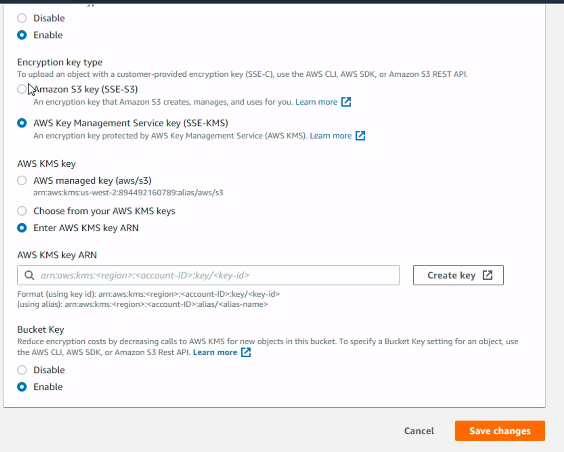 Disable
Enable
Encryption key type
To upload an object with a customer-provided encryption key (SSE-C), use the AWS CLI, AWS SDK, or Amazon S3 REST API.
Amazon S3 key (SSE-S3)
An encryption key that Amazon S3 creates, manages, and uses for you. Learn more
AWS Key Management Service key (SSE-KMS)
An encryption key protected by AWS Key Management Service (AWS KMS). Learn more
AWS KMS key
AWS managed key (aws/s3)
arn:aws:kms:us-west-2:894492160789:alias/aws/s3
Choose from your AWS KMS keys
Enter AWS KMS key ARN
AWS KMS key ARN
arn:aws:kms:<region>:<account-ID>:key/<key-id>
Create key
Format (using key id): arn:aws:kms:<region>:<account-ID>:key/<key-id>
(using alias): arn:aws:kms:<region>:<account-ID>:alias/<alias-name>
Bucket Key
Reduce encryption costs by decreasing calls to AWS KMS for new objects in this bucket. To specify a Bucket Key setting for an object, use
the AWS CLI, AWS SDK, or Amazon S3 Rest API. Learn more
Disable
Enable
Cancel
Save changes